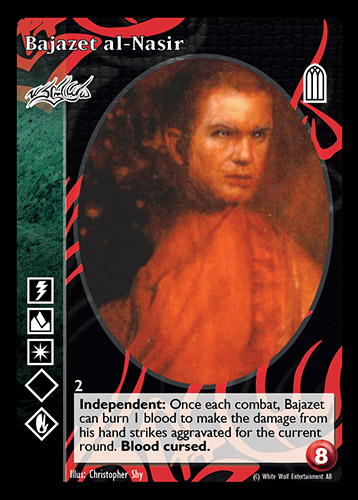 Bajazet al-Nasir
2
Independent: Once each combat, Bajazet
can burn 1 blood to make the damage from
his hand strikes aggravated for the current
round. Blood cursed.
8
Illus: Christopher Shy
(C) White Wolf Entertainment AB